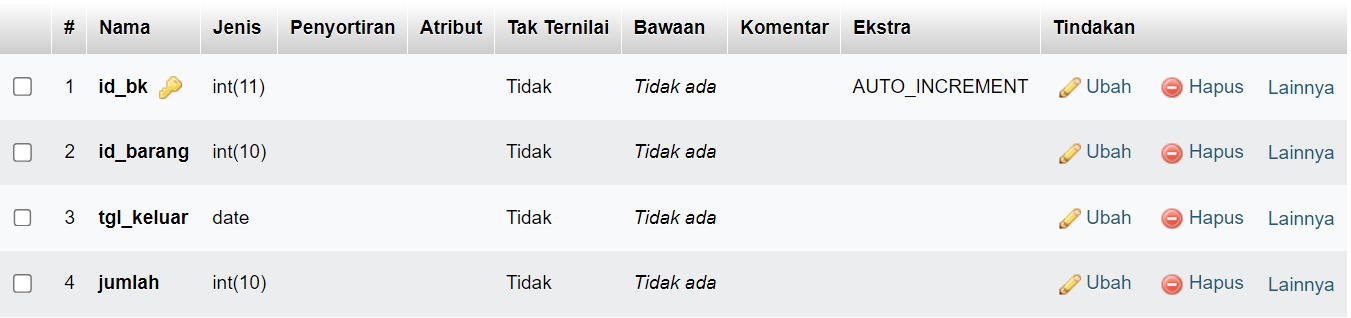 # Nama Jenis Penyortiran Atribut Tak Ternilai Bawaan Komentar Ekstra Tindakan
1 id_bk int(11) Tidak Tidak ada AUTO_INCREMENT Ubah Hapus Lainnya
2 id_barang int(10) Tidak Tidak ada Ubah Hapus Lainnya
3 tgl_keluar date Tidak Tidak ada Ubah Hapus Lainnya
4 jumlah int(10) Tidak Tidak ada Ubah Hapus Lainnya